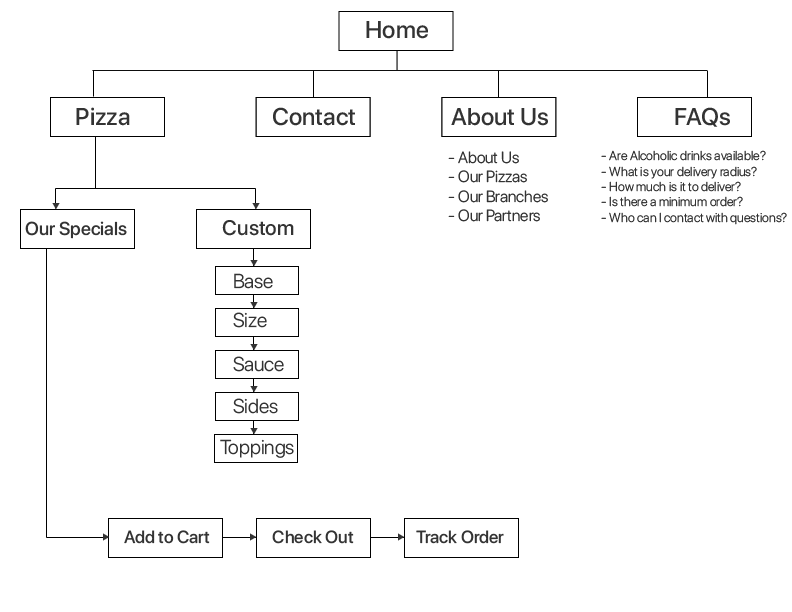 Home
Pizza
Contact
About Us
FAQs
- About Us
- Our Pizzas
- Our Branches
- Our Partners
- Are Alcoholic drinks available?
- What is your delivery radius?
- How much is it to deliver?
- Is there a minimum order?
- Who can I contact with questions?
Our Specials
Custom
Base
Size
Sauce
Sides
Toppings
Add to Cart
Check Out
Track Order